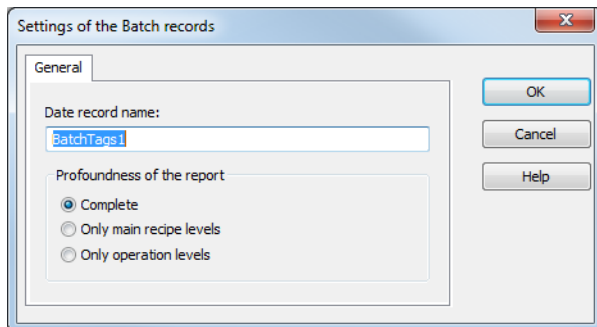 Settings of the Batch records
General
OK
Date record name:
BatchTags1
Cancel
Profoundness of the report
Help
Complete
Only main recipe levels
Only operation levels